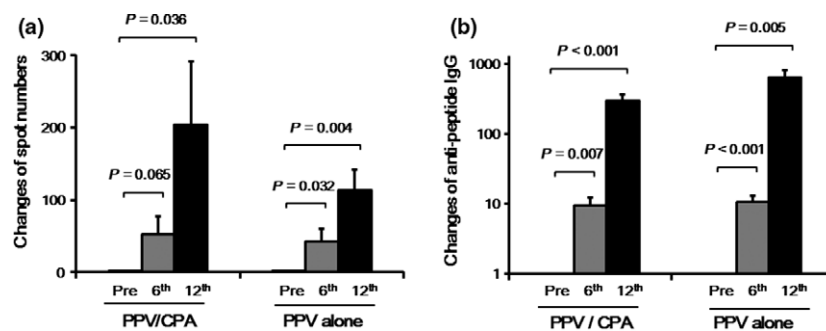 (a)
Changes of spot numbers
300
200
100
0
P = 0.036
P = 0.065
P = 0.004
P = 0.032
Pre 6th 12th Pre 6th 12th
PPV/CPA PPV alone
(b)
Changes of anti-peptide IgG
1000
100
10
1
P < 0.001
P = 0.007
P = 0.005
P < 0.001
Pre 6th 12th Pre 6th 12th
PPV / CPA PPV alone